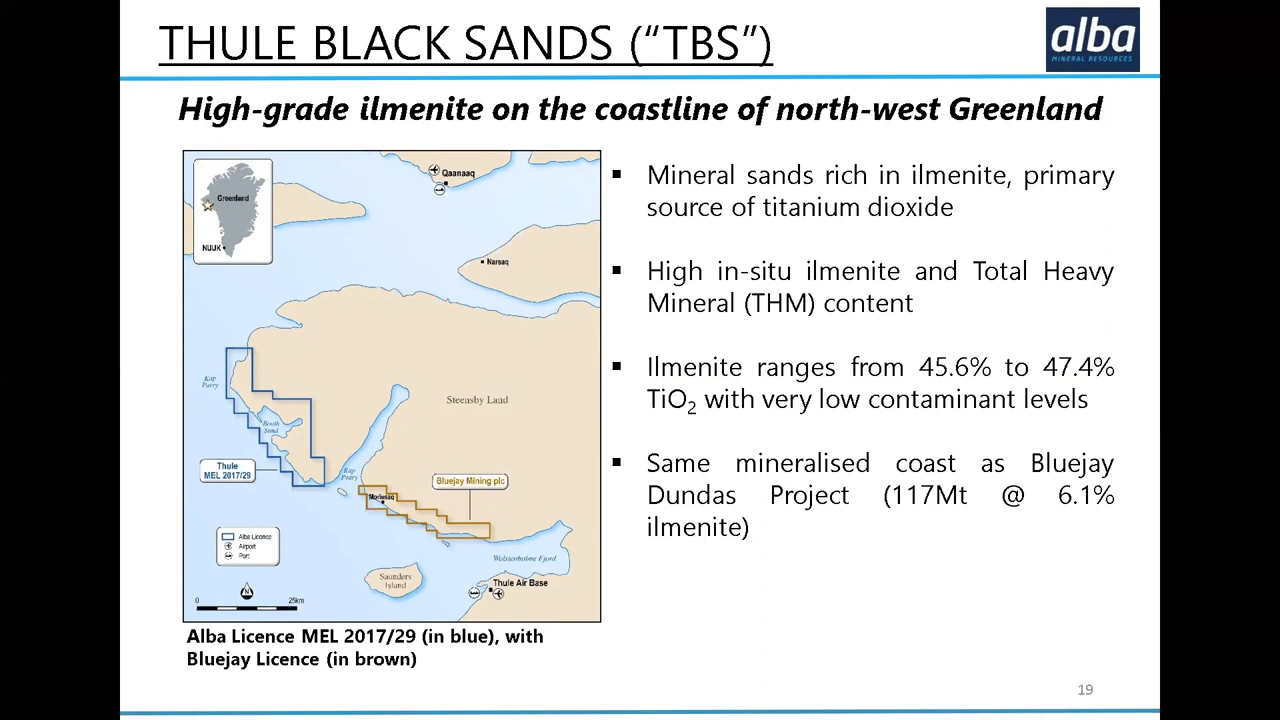 THULE BLACK SANDS (“TBS”)
alba
MINERAL RESOURCES
High-grade ilmenite on the coastline of north-west Greenland
Greenland
NUUK
Qaanaaq
Narsaq
Kap
Parry
Steensby Land
Booth
Sund
Thule
MEL 2017/29
Kap
Peary
Bluejay Mining plc
Moriusaq
Alba Licence
Airport
Port
Wolstenholme Fjord
Saunders
Island
Thule Air Base
N
0 25km
Alba Licence MEL 2017/29 (in blue), with
Bluejay Licence (in brown)
▪ Mineral sands rich in ilmenite, primary
source of titanium dioxide
▪ High in-situ ilmenite and Total Heavy
Mineral (THM) content
▪ Ilmenite ranges from 45.6% to 47.4%
TiO₂ with very low contaminant levels
▪ Same mineralised coast as Bluejay
Dundas Project (117Mt @ 6.1%
ilmenite)
19